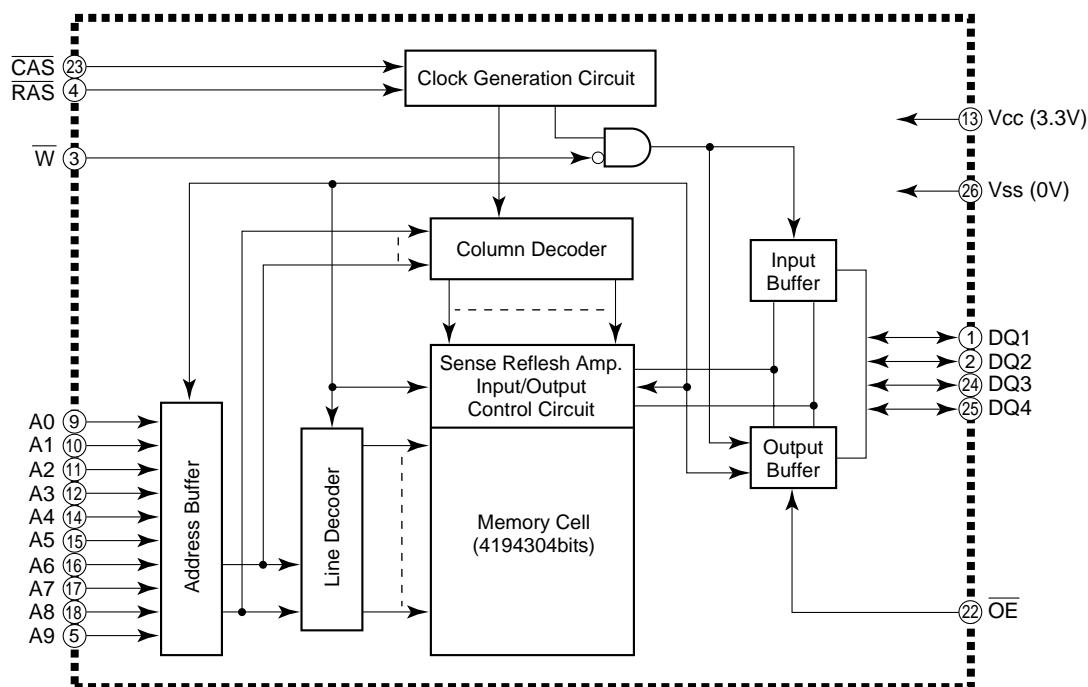 CAS 23
RAS 4
Clock Generation Circuit
13 Vcc (3.3V)
W 3
26 Vss (0V)
Column Decoder
Input
Buffer
1 DQ1
2 DQ2
24 DQ3
25 DQ4
Sense Reflesh Amp.
Input/Output
Control Circuit
A0 9
A1 10
A2 11
A3 12
A4 14
A5 15
A6 16
A7 17
A8 18
A9 5
Address Buffer
Line Decoder
Output
Buffer
Memory Cell
(4194304bits)
22 OE